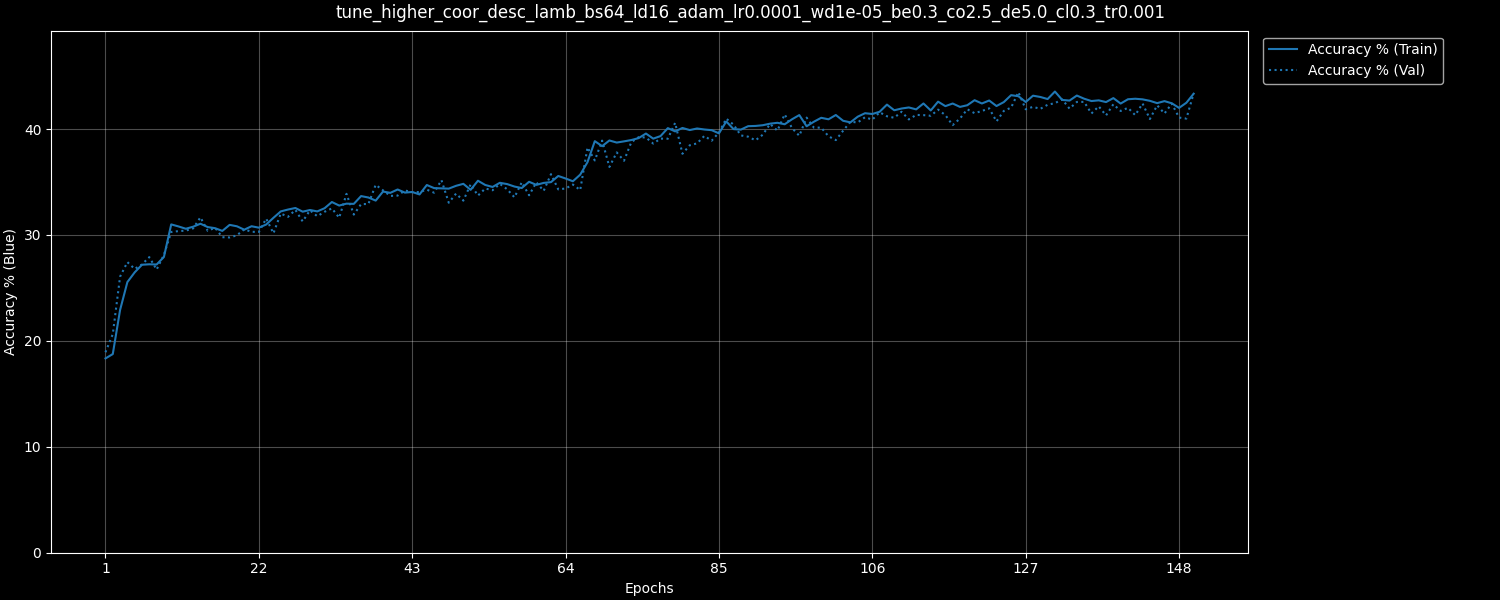 tune_higher_coor_desc_lamb_bs64_ld16_adam_lr0.0001_wd1e-05_be0.3_co2.5_de5.0_cl0.3_tr0.001
Accuracy % (Train)
Accuracy % (Val)
Accuracy % (Blue)
40
30
20
10
0
1 22 43 64 85 106 127 148
Epochs